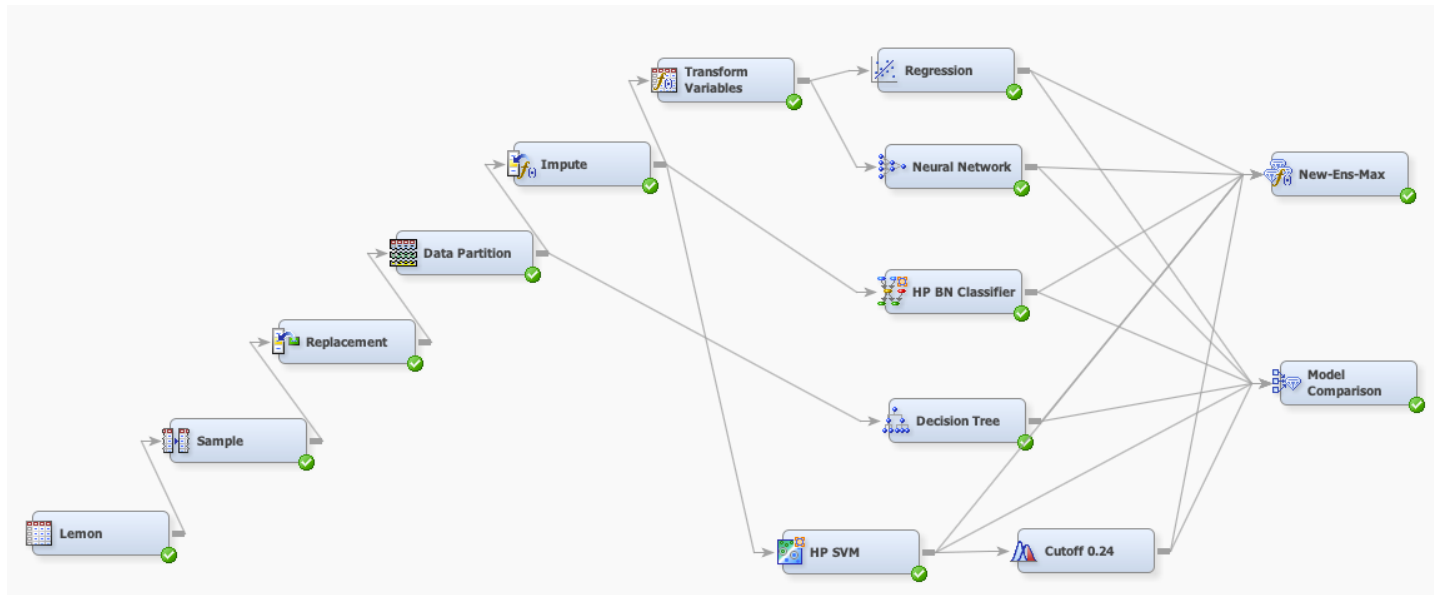 Transform
Variables
Regression
Impute
Neural Network
New-Ens-Max
Data Partition
HP BN Classifier
Replacement
Model
Comparison
Sample
Decision Tree
Lemon
HP SVM
Cutoff 0.24